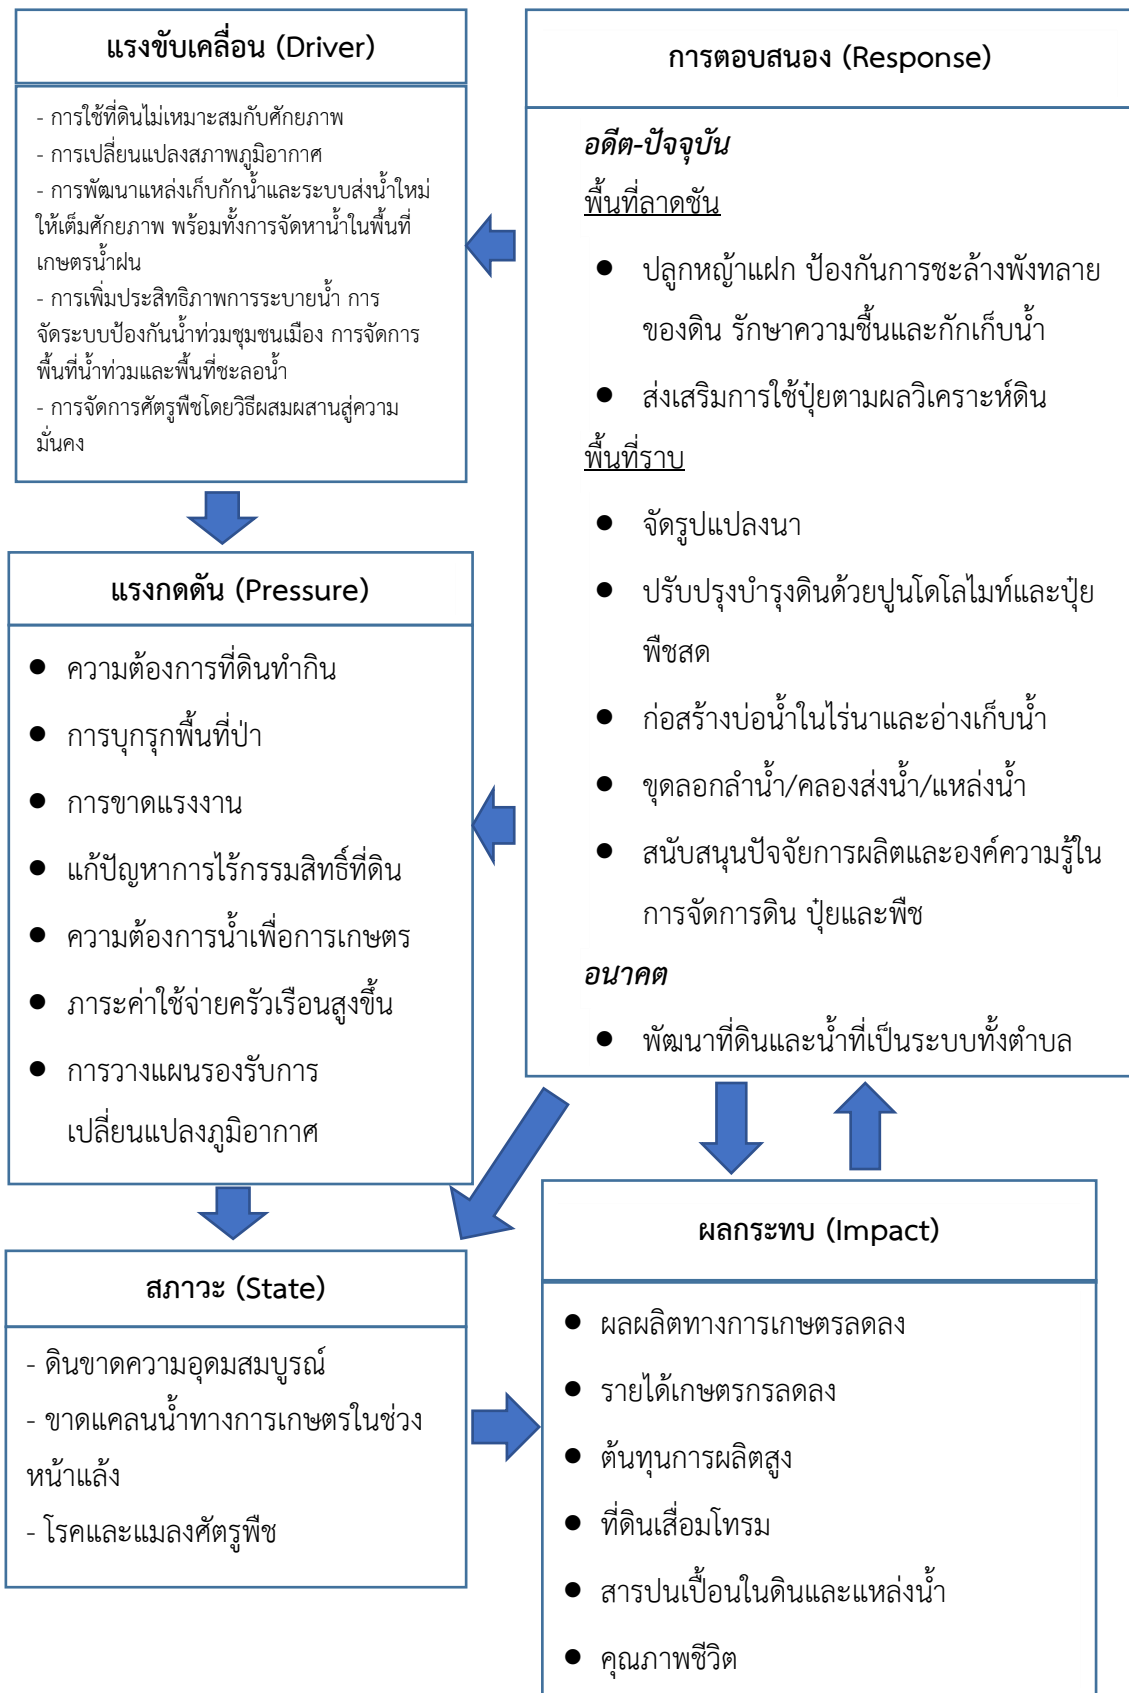 แรงขับเคลื่อน (Driver)
- การใช้ที่ดินไม่เหมาะสมกับศักยภาพ
- การเปลี่ยนแปลงสภาพภูมิอากาศ
- การพัฒนาแหล่งเก็บกักน้ำและระบบส่งน้ำใหม่
ให้เต็มศักยภาพ พร้อมทั้งการจัดหาน้ำในพื้นที่
เกษตรน้ำฝน
- การเพิ่มประสิทธิภาพการระบายน้ำ การ
จัดระบบป้องกันน้ำท่วมชุมชนเมือง การจัดการ
พื้นที่น้ำท่วมและพื้นที่ชะลอน้ำ
- การจัดการศัตรูพืชโดยวิธีผสมผสานสู่ความ
มั่นคง
แรงกดดัน (Pressure)
● ความต้องการที่ดินทำกิน
● การบุกรุกพื้นที่ป่า
● การขาดแรงงาน
● แก้ปัญหาการไร้กรรมสิทธิ์ที่ดิน
● ความต้องการน้ำเพื่อการเกษตร
● ภาระค่าใช้จ่ายครัวเรือนสูงขึ้น
● การวางแผนรองรับการ
เปลี่ยนแปลงภูมิอากาศ
สภาวะ (State)
- ดินขาดความอุดมสมบูรณ์
- ขาดแคลนน้ำทางการเกษตรในช่วง
หน้าแล้ง
- โรคและแมลงศัตรูพืช
การตอบสนอง (Response)
อดีต-ปัจจุบัน
พื้นที่ลาดชัน
● ปลูกหญ้าแฝก ป้องกันการชะล้างพังทลาย
ของดิน รักษาความชื้นและกักเก็บน้ำ
● ส่งเสริมการใช้ปุ๋ยตามผลวิเคราะห์ดิน
พื้นที่ราบ
● จัดรูปแปลงนา
● ปรับปรุงบำรุงดินด้วยปูนโดโลไมท์และปุ๋ย
พืชสด
● ก่อสร้างบ่อน้ำในไร่นาและอ่างเก็บน้ำ
● ขุดลอกลำน้ำ/คลองส่งน้ำ/แหล่งน้ำ
● สนับสนุนปัจจัยการผลิตและองค์ความรู้ใน
การจัดการดิน ปุ๋ยและพืช
อนาคต
● พัฒนาที่ดินและน้ำที่เป็นระบบทั้งตำบล
ผลกระทบ (Impact)
● ผลผลิตทางการเกษตรลดลง
● รายได้เกษตรกรลดลง
● ต้นทุนการผลิตสูง
● ที่ดินเสื่อมโทรม
● สารปนเปื้อนในดินและแหล่งน้ำ
● คุณภาพชีวิต